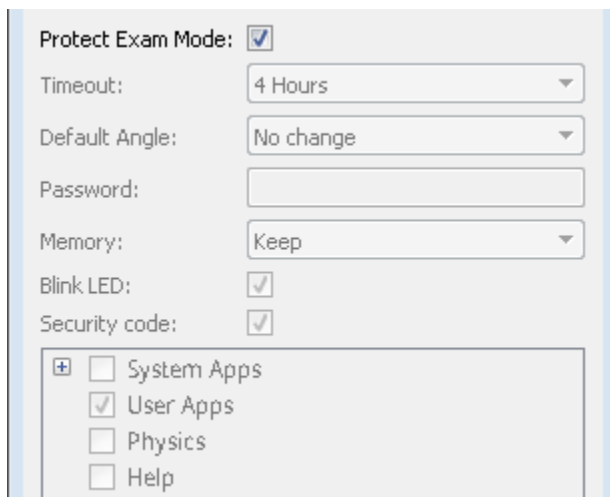 Protect Exam Mode:
Timeout: 4 Hours
Default Angle: No change
Password:
Memory: Keep
Blink LED:
Security code:
System Apps
User Apps
Physics
Help